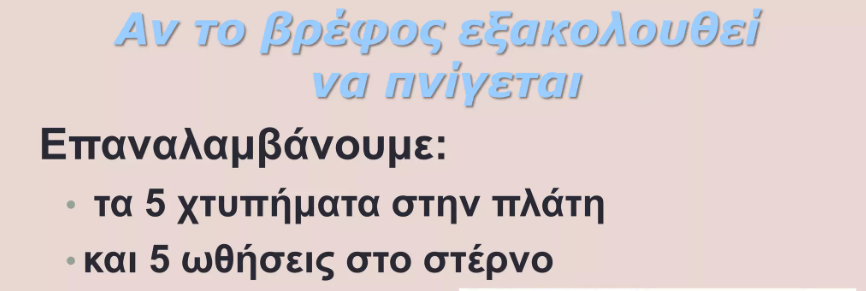 Αν το βρέφος εξακολουθεί
να πνίγεται
Επαναλαμβάνουμε:
• τα 5 χτυπήματα στην πλάτη
• και 5 ωθήσεις στο στέρνο